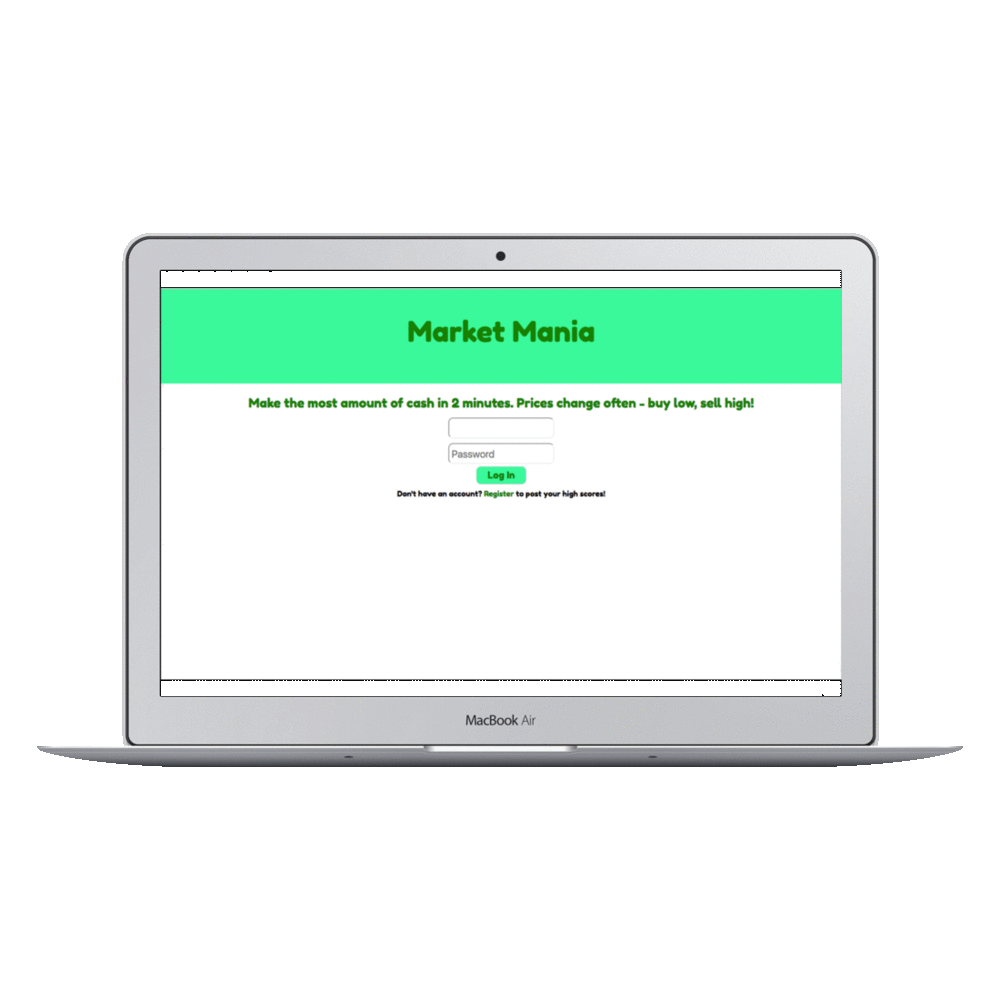 Market Mania
Make the most amount of cash in 2 minutes. Prices change often - buy low, sell high!
Password
Log In
Don't have an account? Register to post your high scores!
MacBook Air